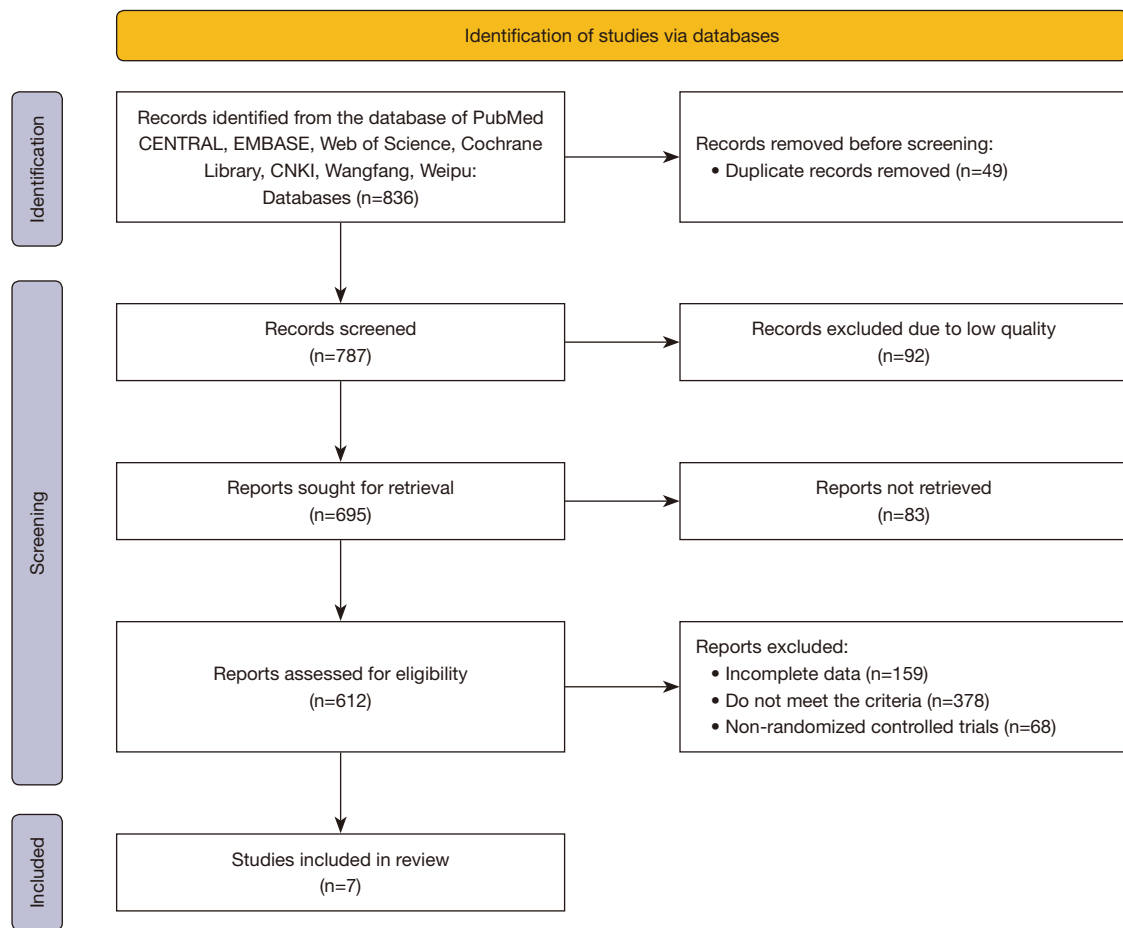 Identification of studies via databases
Identification
Records identified from the database of PubMed
CENTRAL, EMBASE, Web of Science, Cochrane
Library, CNKI, Wangfang, Weipu:
Databases (n=836)
Records removed before screening:
• Duplicate records removed (n=49)
Screening
Records screened
(n=787)
Records excluded due to low quality
(n=92)
Reports sought for retrieval
(n=695)
Reports not retrieved
(n=83)
Reports assessed for eligibility
(n=612)
Reports excluded:
• Incomplete data (n=159)
• Do not meet the criteria (n=378)
• Non-randomized controlled trials (n=68)
Included
Studies included in review
(n=7)